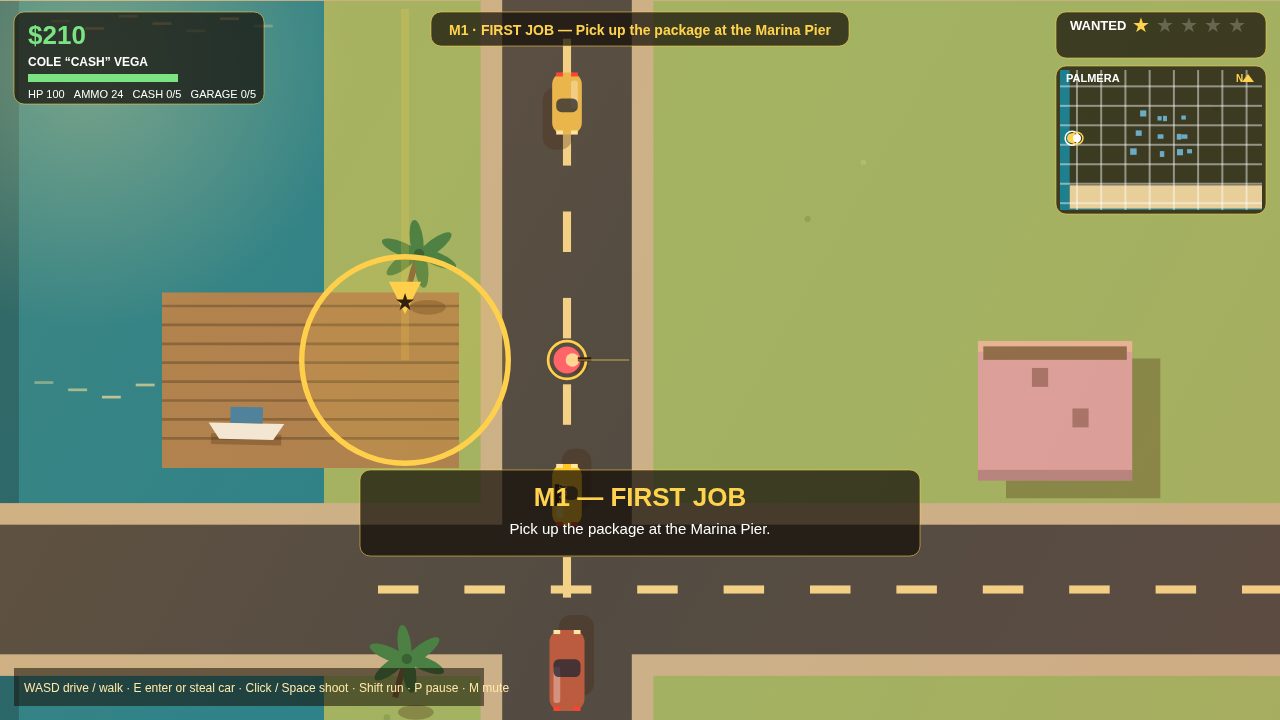 $210
COLE “CASH” VEGA
HP 100 AMMO 24 CASH 0/5 GARAGE 0/5
M1 · FIRST JOB — Pick up the package at the Marina Pier
WANTED ★ ★ ★ ★ ★
PALMERA N▲
M1 — FIRST JOB
Pick up the package at the Marina Pier.
WASD drive / walk · E enter or steal car · Click / Space shoot · Shift run · P pause · M mute